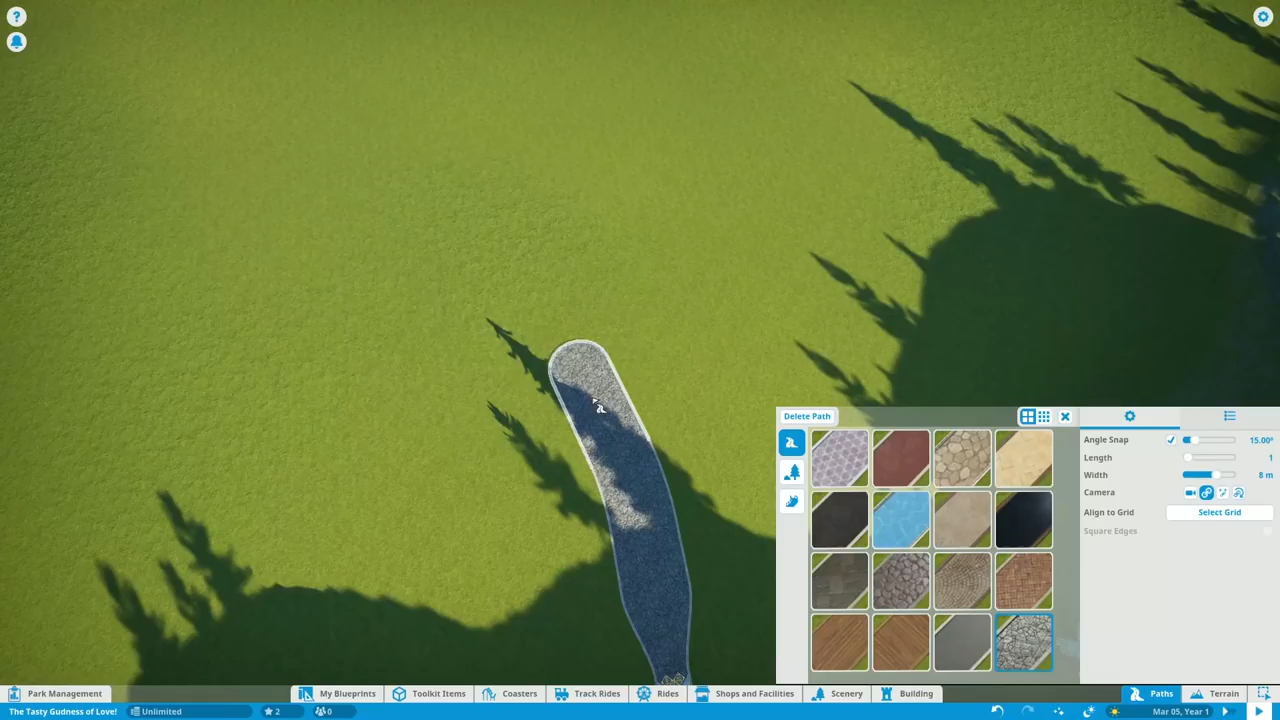 ?
Delete Path
Angle Snap 15.00°
Length 1
Width 8 m
Camera
Align to Grid Select Grid
Square Edges
Park Management My Blueprints Toolkit Items Coasters Track Rides Rides Shops and Facilities Scenery Building Paths Terrain
The Tasty Gudness of Love! Unlimited 2 0 Mar 05, Year 1